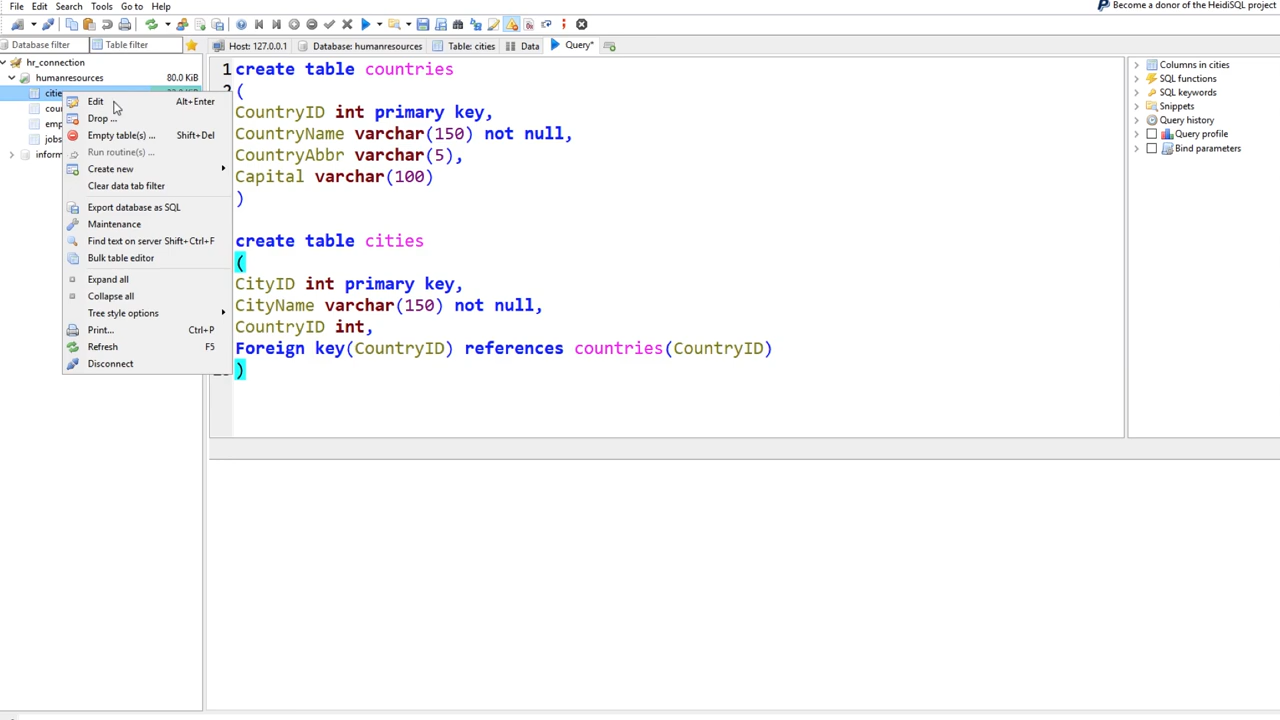 File Edit Search Tools Go to Help
Become a donor of the HeidiSQL project
Database filter Table filter Host: 127.0.0.1 Database: humanresources Table: cities Data Query*
hr_connection
humanresources 80.0 KiB
Edit Alt+Enter
Drop ...
Empty table(s) ... Shift+Del
Run routine(s) ...
Create new
Clear data tab filter
Export database as SQL
Maintenance
Find text on server Shift+Ctrl+F
Bulk table editor
Expand all
Collapse all
Tree style options
Print... Ctrl+P
Refresh F5
Disconnect
1 create table countries
(
CountryID int primary key,
CountryName varchar(150) not null,
CountryAbbr varchar(5),
Capital varchar(100)
)
create table cities
(
CityID int primary key,
CityName varchar(150) not null,
CountryID int,
Foreign key(CountryID) references countries(CountryID)
)
Columns in cities
SQL functions
SQL keywords
Snippets
Query history
Query profile
Bind parameters